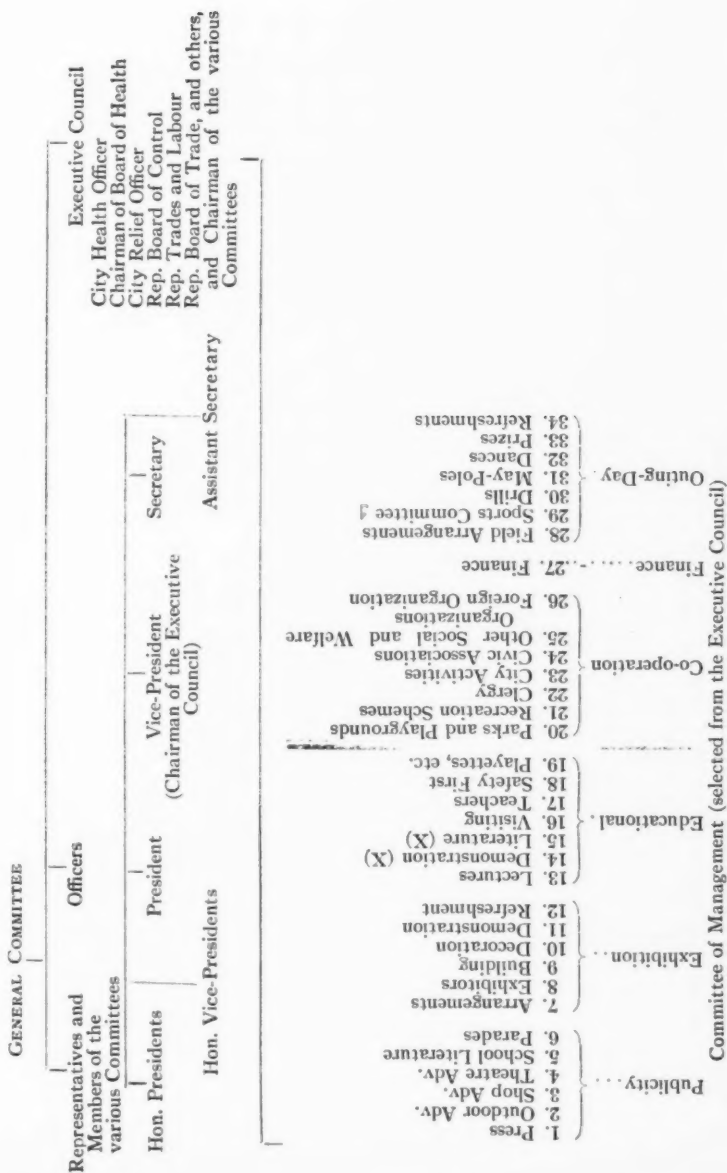 GENERAL COMMITTEE
Representatives and
Members of the
various Committees
Officers
Executive Council
City Health Officer
Chairman of Board of Health
City Relief Officer
Rep. Board of Control
Rep. Trades and Labour
Rep. Board of Trade, and others,
and Chairman of the various
Committees
Hon. Presidents
President
Vice-President
(Chairman of the Executive
Council)
Secretary
Hon. Vice-Presidents
Assistant Secretary
Publicity ....
1. Press
2. Outdoor Adv.
3. Shop Adv.
4. Theatre Adv.
5. School Literature
6. Parades
Exhibition ...
7. Arrangements
8. Exhibitors
9. Building
10. Decoration
11. Demonstration
12. Refreshment
Educational .
13. Lectures
14. Demonstration (X)
15. Literature (X)
16. Visiting
17. Teachers
18. Safety First
19. Playettes, etc.
Co-operation
20. Parks and Playgrounds
21. Recreation Schemes
22. Clergy
23. City Activities
24. Civic Associations
25. Other Social and Welfare
Organizations
26. Foreign Organization
Finance ........27. Finance
Outing-Day ..
28. Field Arrangements
29. Sports Committee
30. Drills
31. May-Poles
32. Dances
33. Prizes
34. Refreshments
Committee of Management (selected from the Executive Council)